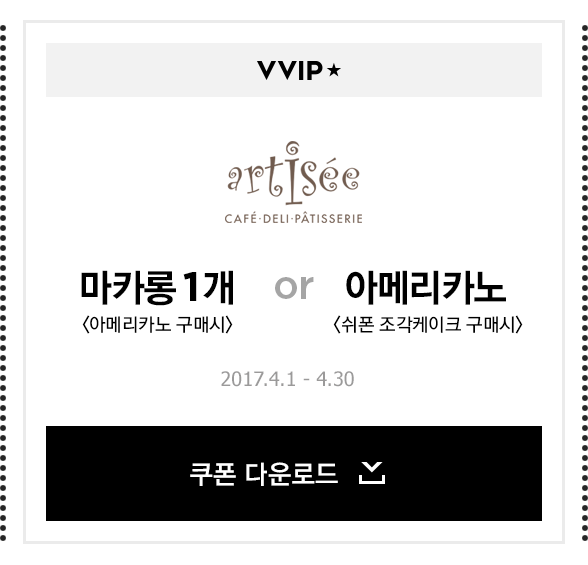 VVIP★
artisée
CAFÉ·DELI·PÂTISSERIE
마카롱 1개 or 아메리카노
〈아메리카노 구매시〉 〈쉬폰 조각케이크 구매시〉
2017.4.1 - 4.30
쿠폰 다운로드